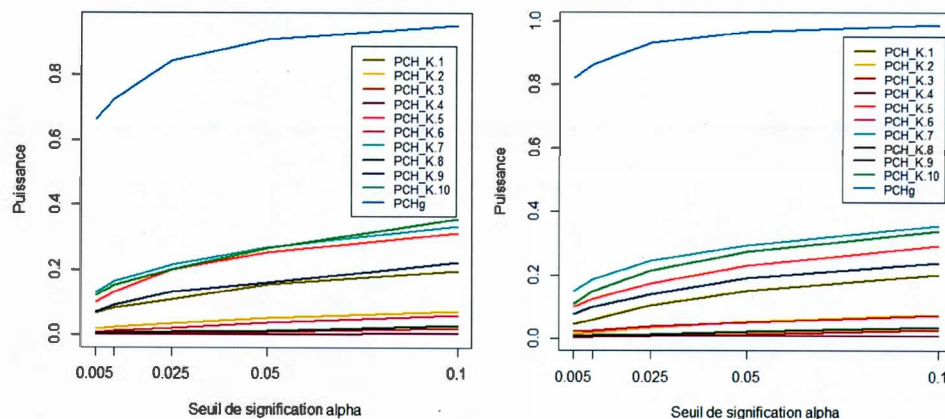 PCH_K.1
PCH_K.2
PCH_K.3
PCH_K.4
PCH_K.5
PCH_K.6
PCH_K.7
PCH_K.8
PCH_K.9
PCH_K.10
PCHg
Puissance
0.8
0.6
0.4
0.2
0.0
0.005
0.025
0.05
0.1
Seuil de signification alpha
PCH_K.1
PCH_K.2
PCH_K.3
PCH_K.4
PCH_K.5
PCH_K.6
PCH_K.7
PCH_K.8
PCH_K.9
PCH_K.10
PCHg
Puissance
1.0
0.8
0.6
0.4
0.2
0.0
0.005
0.025
0.05
0.1
Seuil de signification alpha